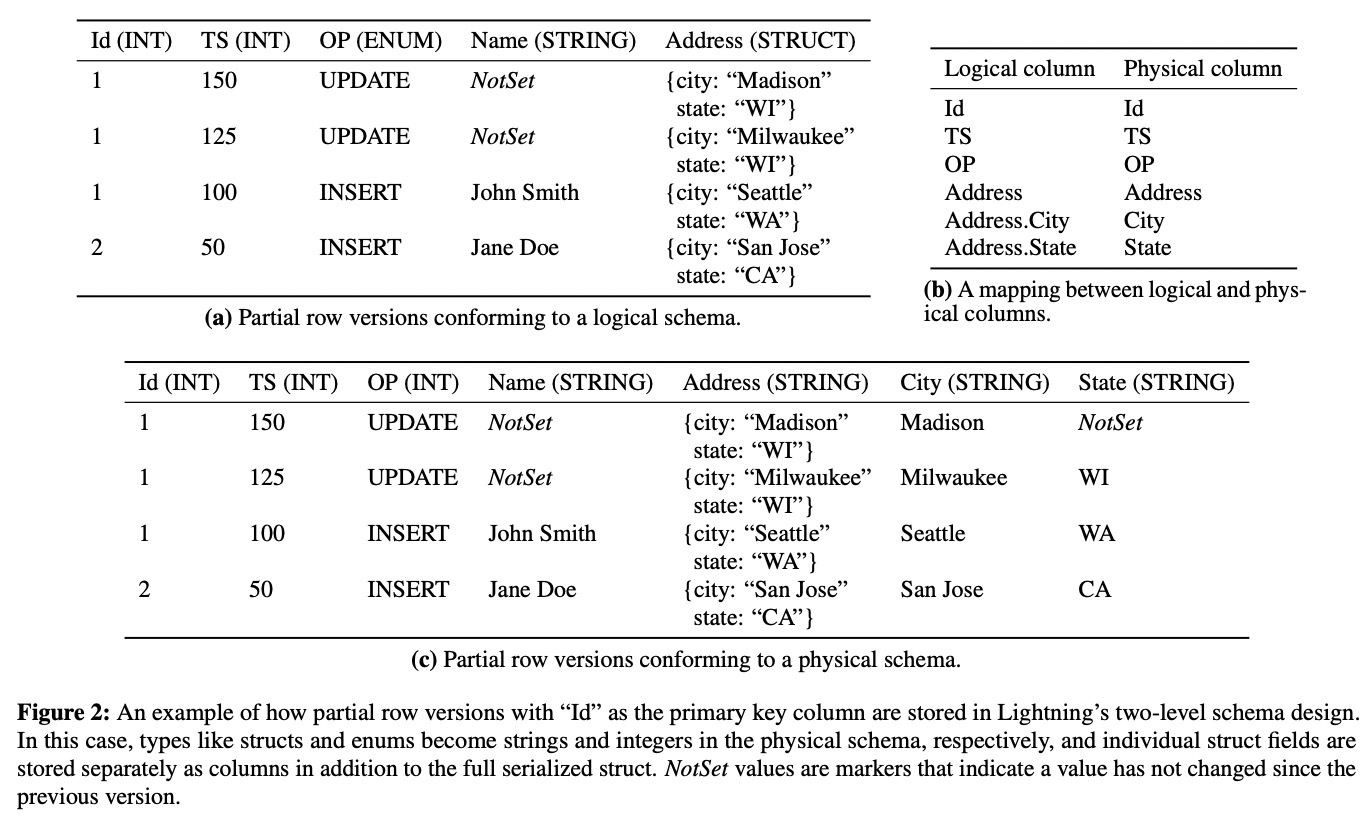 Id (INT) TS (INT) OP (ENUM) Name (STRING) Address (STRUCT)
1 150 UPDATE NotSet {city: “Madison”
state: “WI”}
1 125 UPDATE NotSet {city: “Milwaukee”
state: “WI”}
1 100 INSERT John Smith {city: “Seattle”
state: “WA”}
2 50 INSERT Jane Doe {city: “San Jose”
state: “CA”}
(a) Partial row versions conforming to a logical schema.
Logical column Physical column
Id Id
TS TS
OP OP
Address Address
Address.City City
Address.State State
(b) A mapping between logical and phys-
ical columns.
Id (INT) TS (INT) OP (INT) Name (STRING) Address (STRING) City (STRING) State (STRING)
1 150 UPDATE NotSet {city: “Madison” Madison NotSet
state: “WI”}
1 125 UPDATE NotSet {city: “Milwaukee” Milwaukee WI
state: “WI”}
1 100 INSERT John Smith {city: “Seattle” Seattle WA
state: “WA”}
2 50 INSERT Jane Doe {city: “San Jose” San Jose CA
state: “CA”}
(c) Partial row versions conforming to a physical schema.
Figure 2: An example of how partial row versions with “Id” as the primary key column are stored in Lightning’s two-level schema design.
In this case, types like structs and enums become strings and integers in the physical schema, respectively, and individual struct fields are
stored separately as columns in addition to the full serialized struct. NotSet values are markers that indicate a value has not changed since the
previous version.